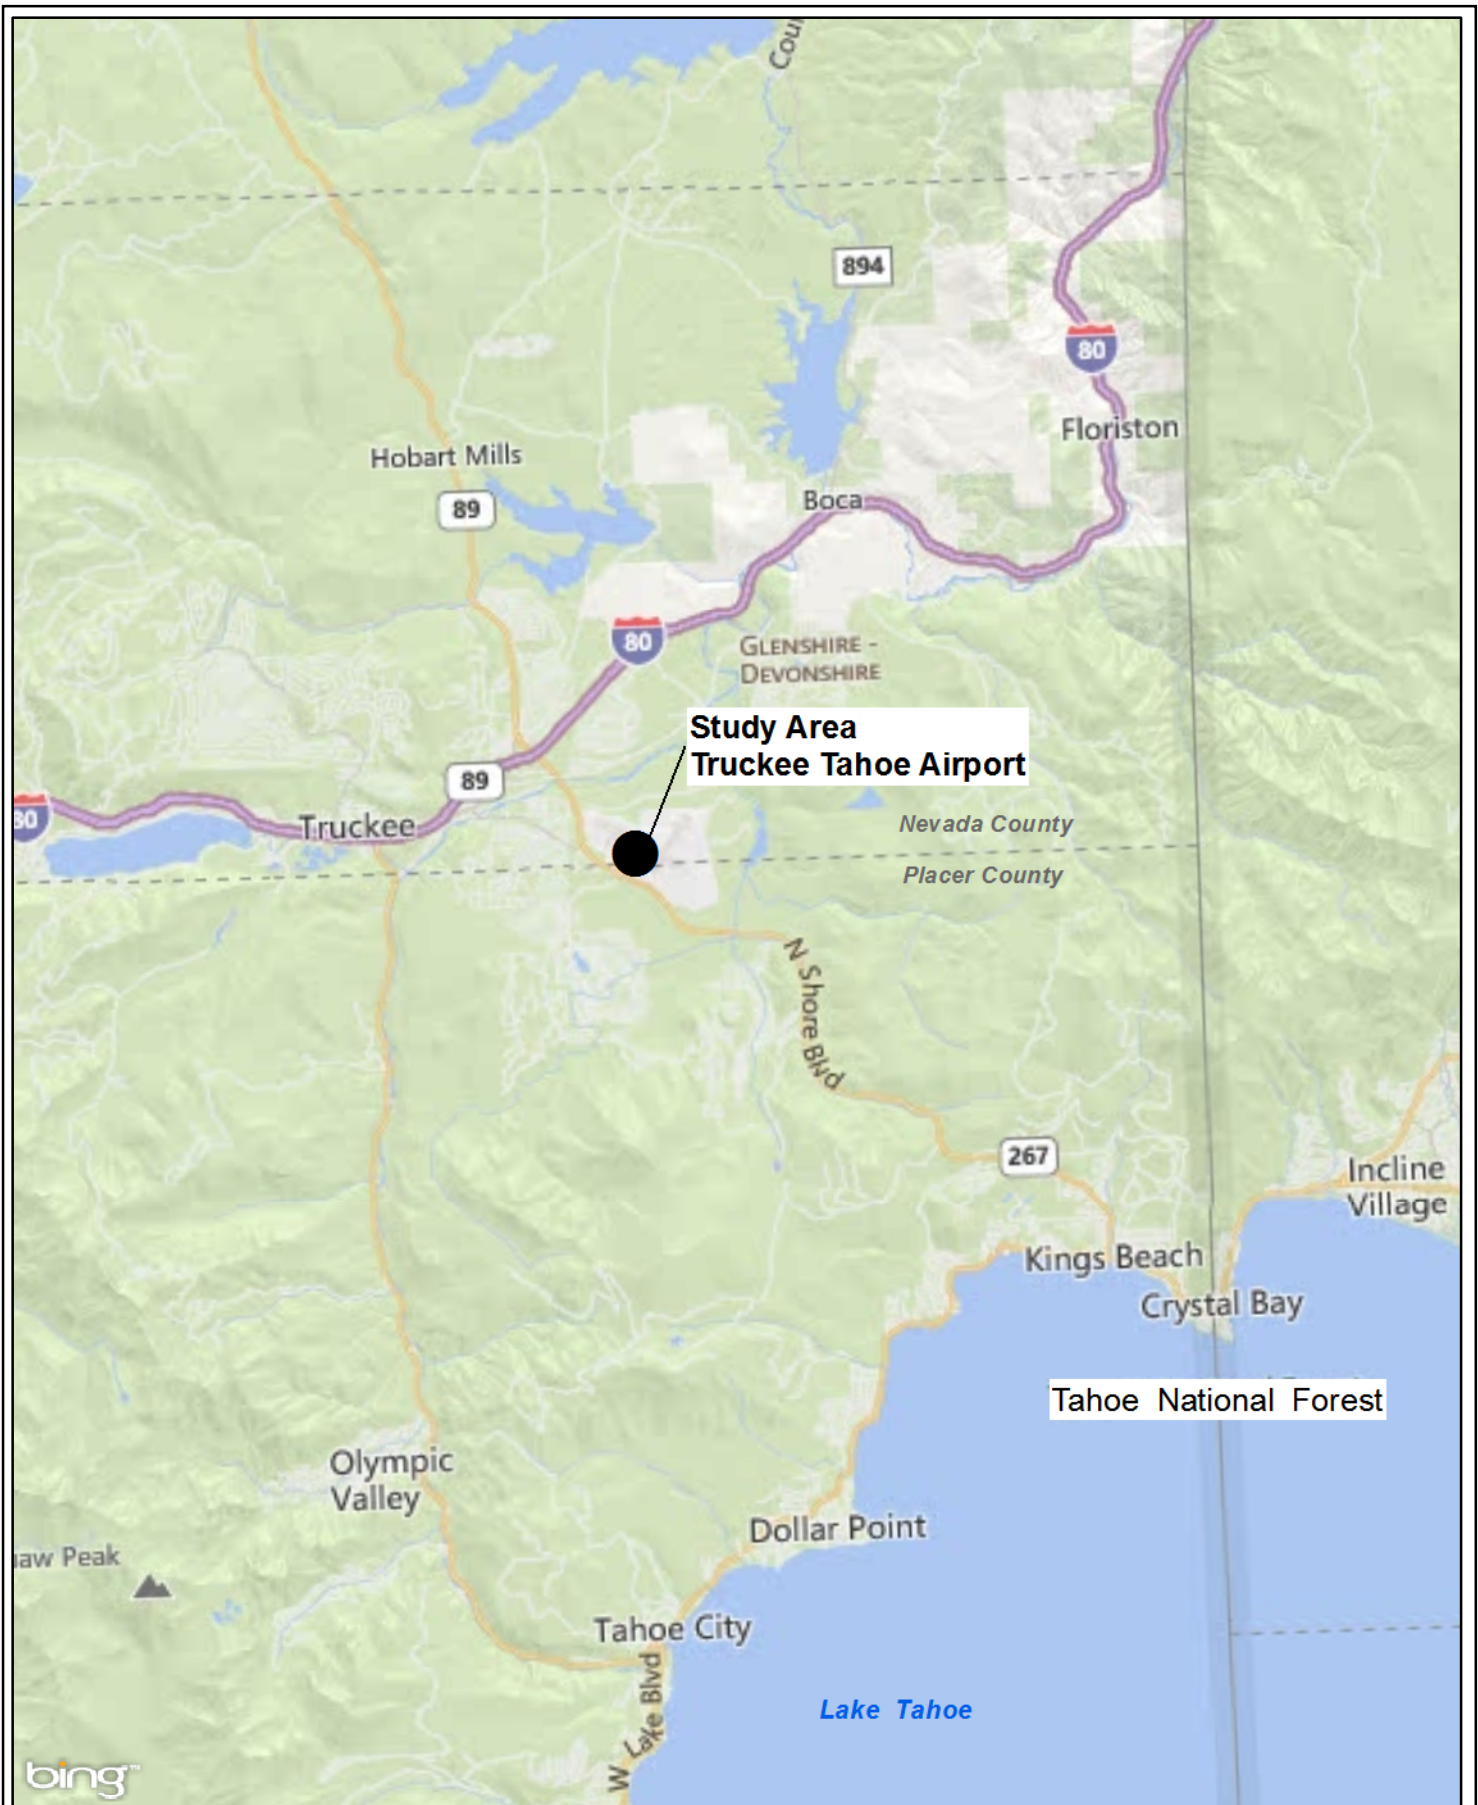 Cou
894
80
Floriston
Hobart Mills
89
Boca
80
GLENSHIRE -
DEVONSHIRE
Study Area
Truckee Tahoe Airport
89
80
Truckee
Nevada County
Placer County
N Shore Blvd
267
Incline
Village
Kings Beach
Crystal Bay
Tahoe National Forest
Olympic
Valley
Dollar Point
aw Peak
Tahoe City
W Lake Blvd
Lake Tahoe
bing™